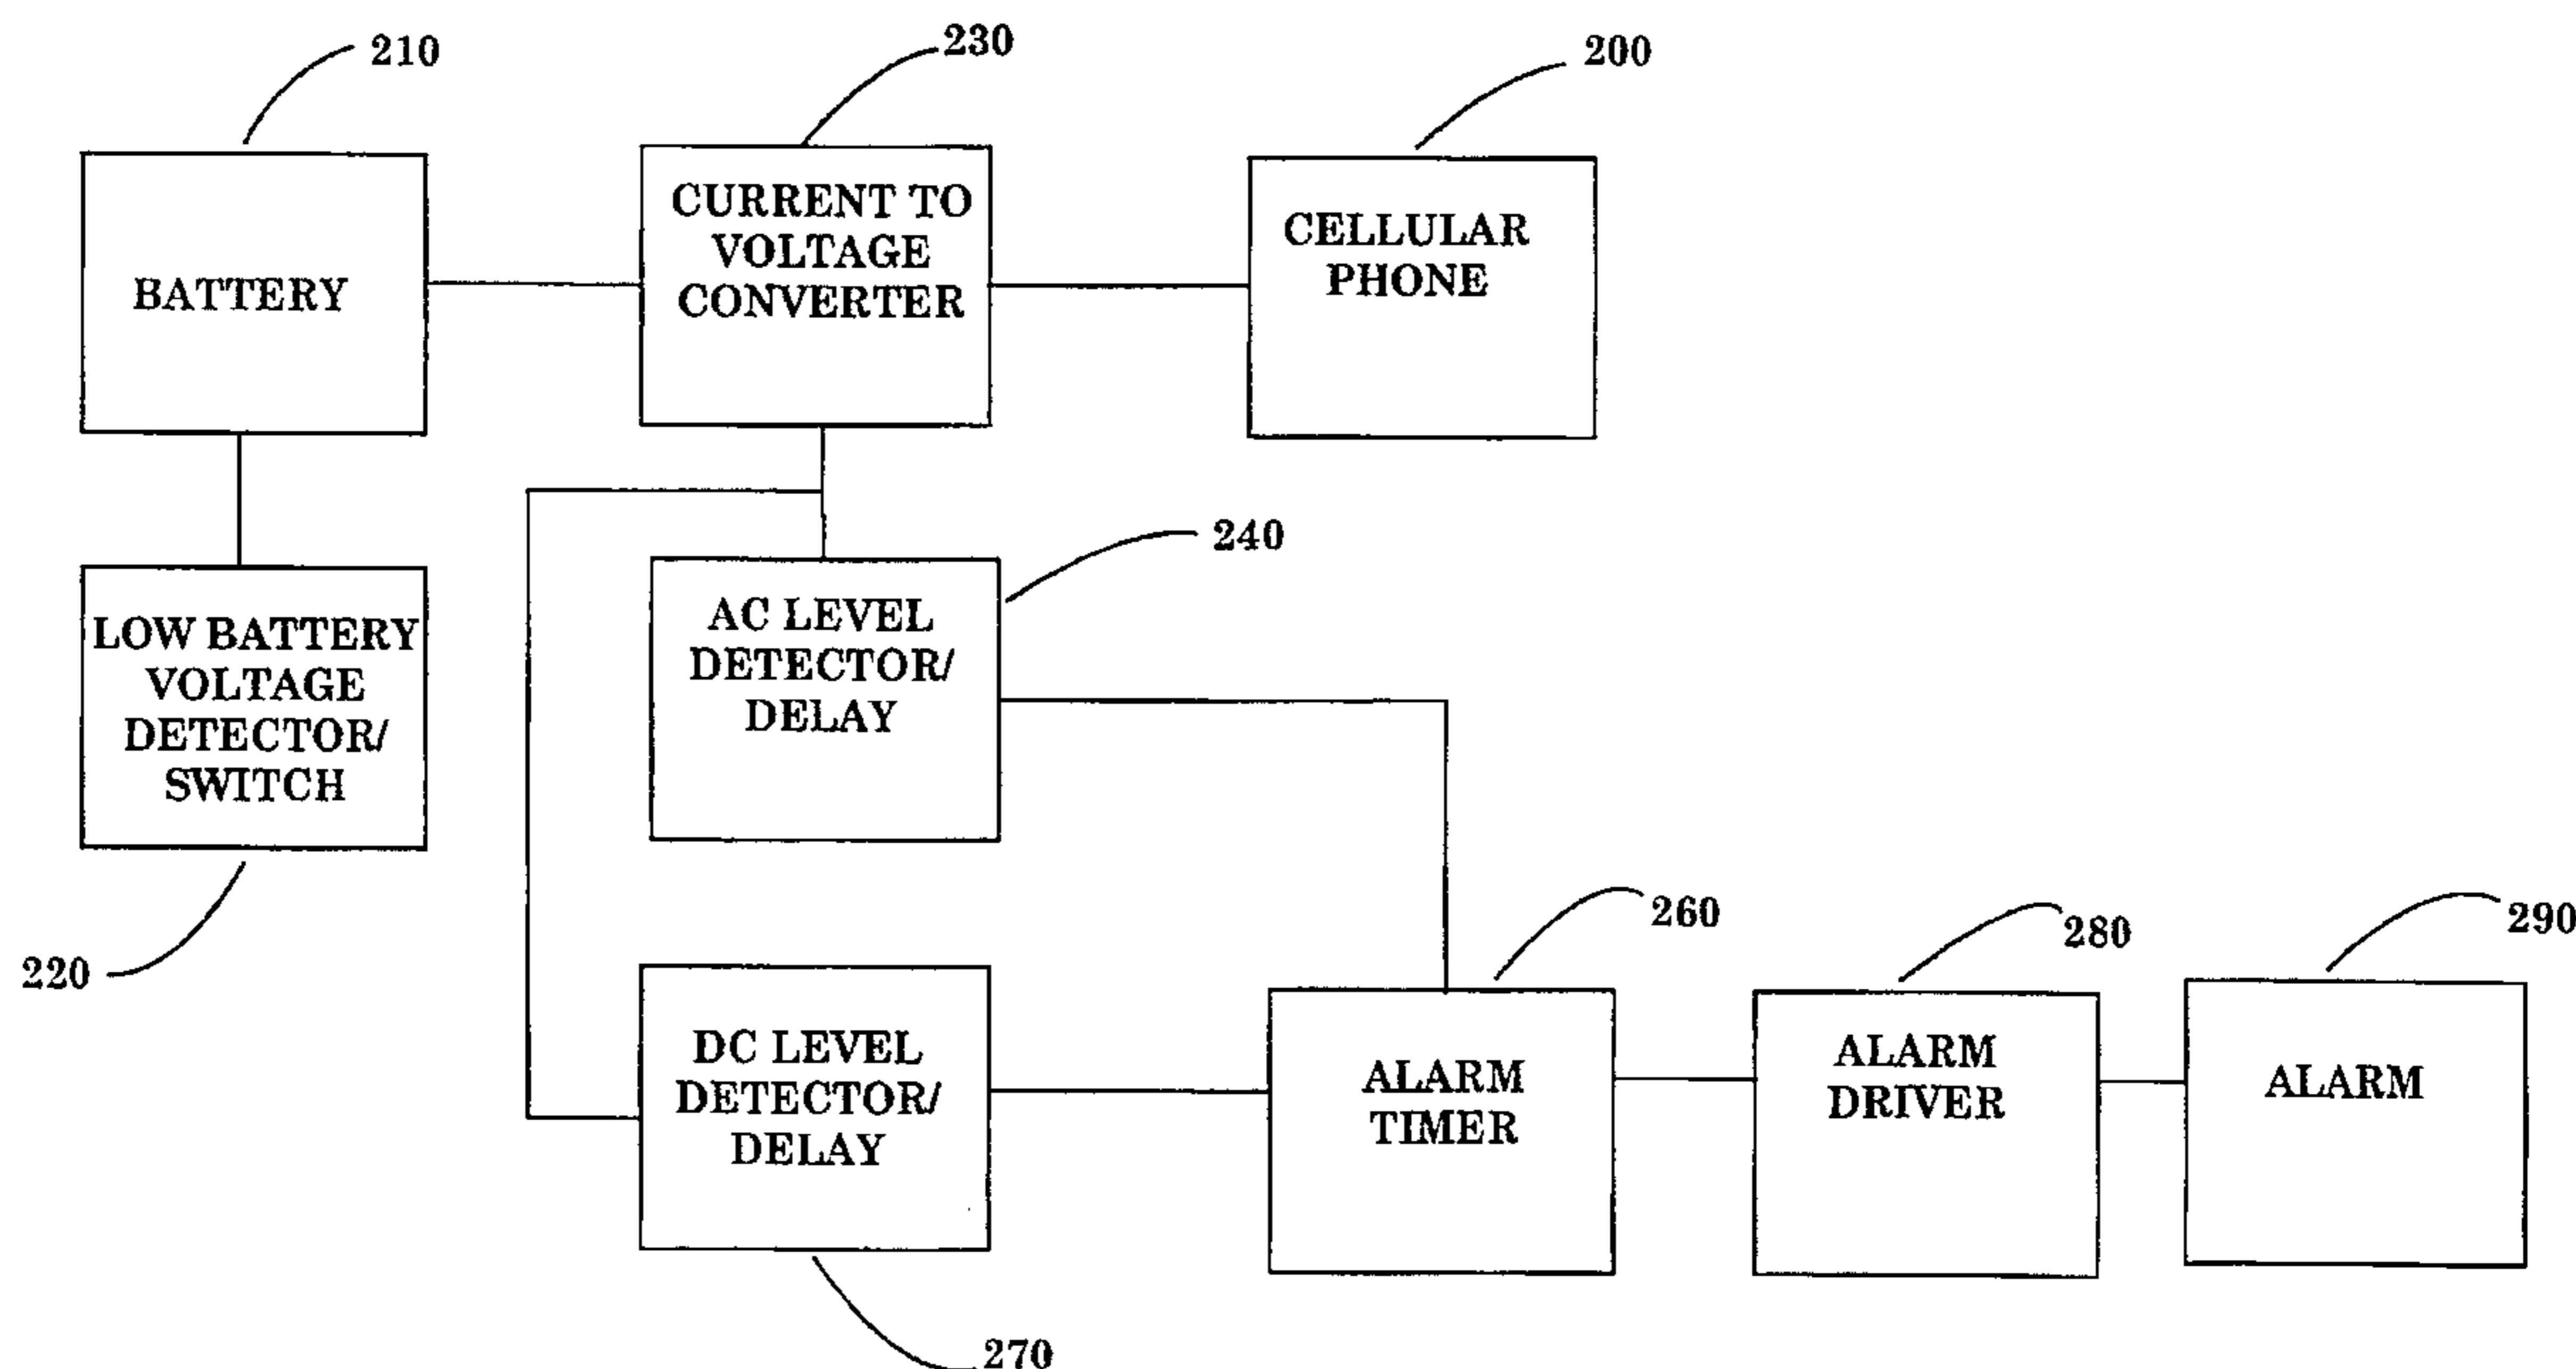 210
230
200
BATTERY
CURRENT TO
VOLTAGE
CONVERTER
CELLULAR
PHONE
LOW BATTERY
VOLTAGE
DETECTOR/
SWITCH
220
240
AC LEVEL
DETECTOR/
DELAY
260
280
290
DC LEVEL
DETECTOR/
DELAY
270
ALARM
TIMER
ALARM
DRIVER
ALARM